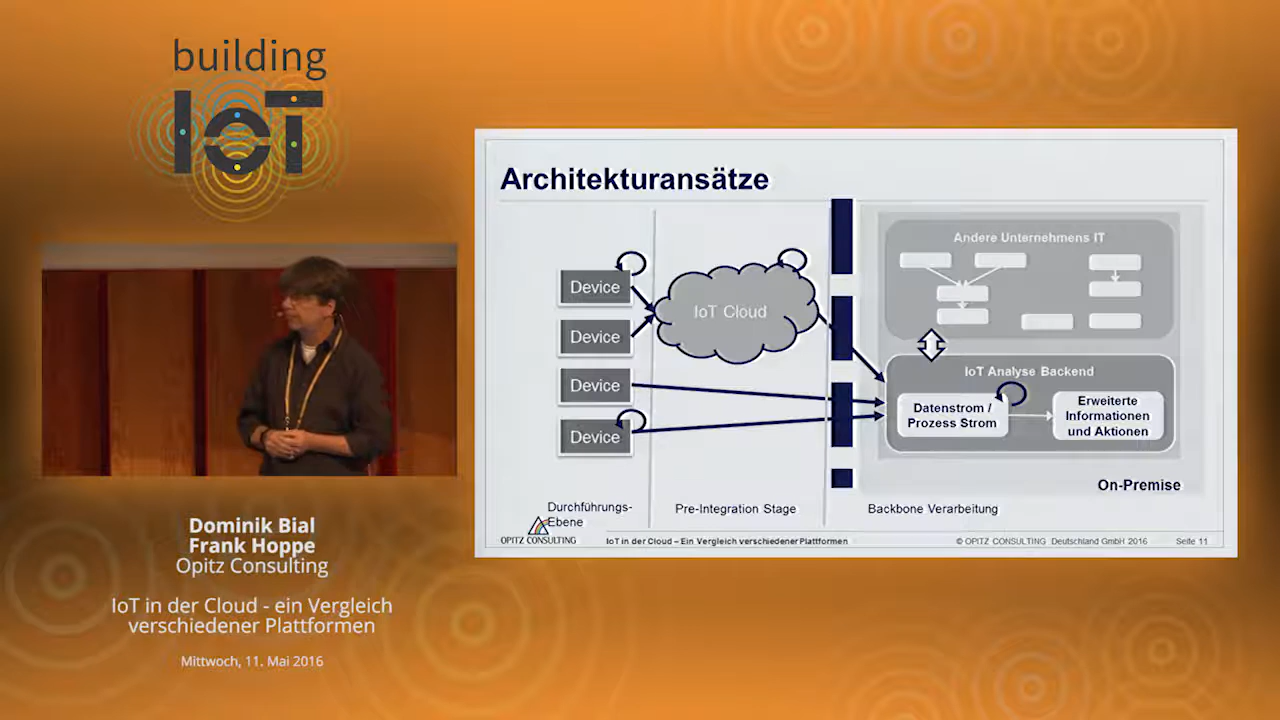 building
IoT
Dominik Bial
Frank Hoppe
Opitz Consulting
IoT in der Cloud - ein Vergleich
verschiedener Plattformen
Mittwoch, 11. Mai 2016
Architekturansätze
Device
Device
Device
Device
IoT Cloud
Andere Unternehmens IT
IoT Analyse Backend
Datenstrom /
Prozess Strom
Erweiterte
Informationen
und Aktionen
On-Premise
Durchführungs-
Ebene
Pre-Integration Stage
Backbone Verarbeitung
OPITZ CONSULTING
IoT in der Cloud – Ein Vergleich verschiedener Plattformen
© OPITZ CONSULTING Deutschland GmbH 2016
Seite 11